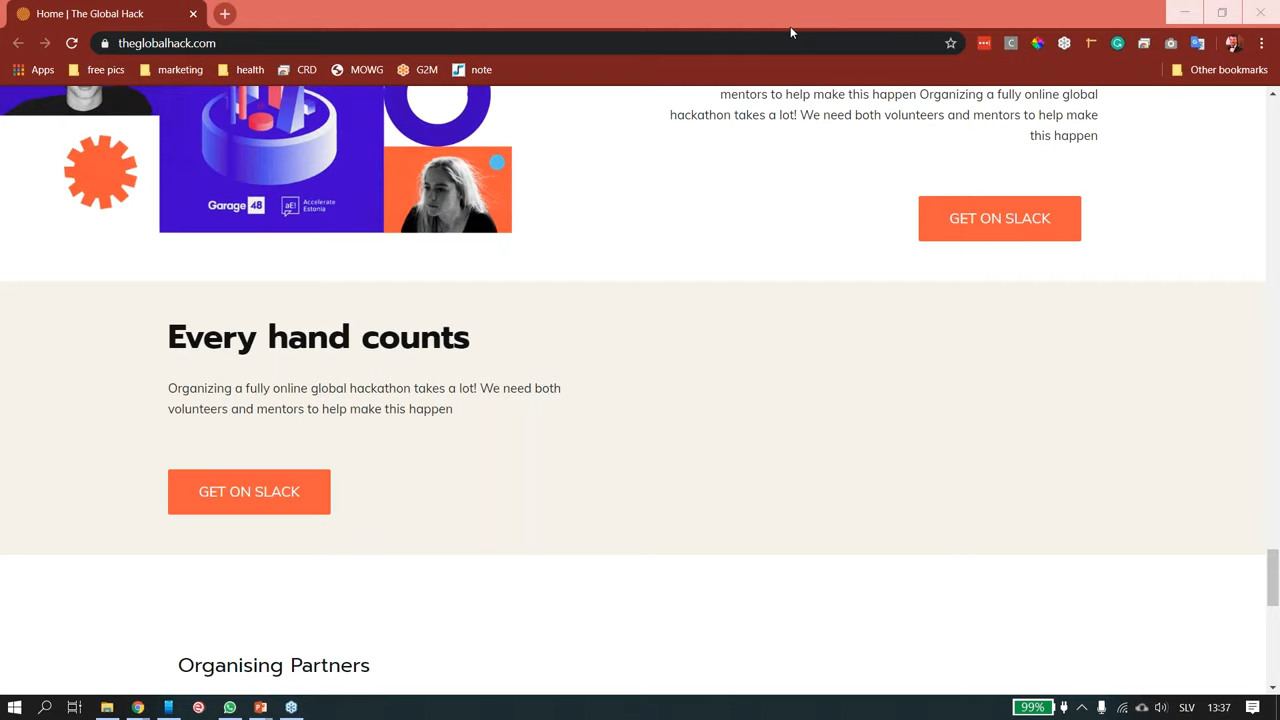 Home | The Global Hack
theglobalhack.com
Apps free pics marketing health CRD MOWG G2M note Other bookmarks
mentors to help make this happen Organizing a fully online global
hackathon takes a lot! We need both volunteers and mentors to help make
this happen
Garage 48 aE! Accelerate
Estonia
GET ON SLACK
Every hand counts
Organizing a fully online global hackathon takes a lot! We need both
volunteers and mentors to help make this happen
GET ON SLACK
Organising Partners
99% SLV 13:37